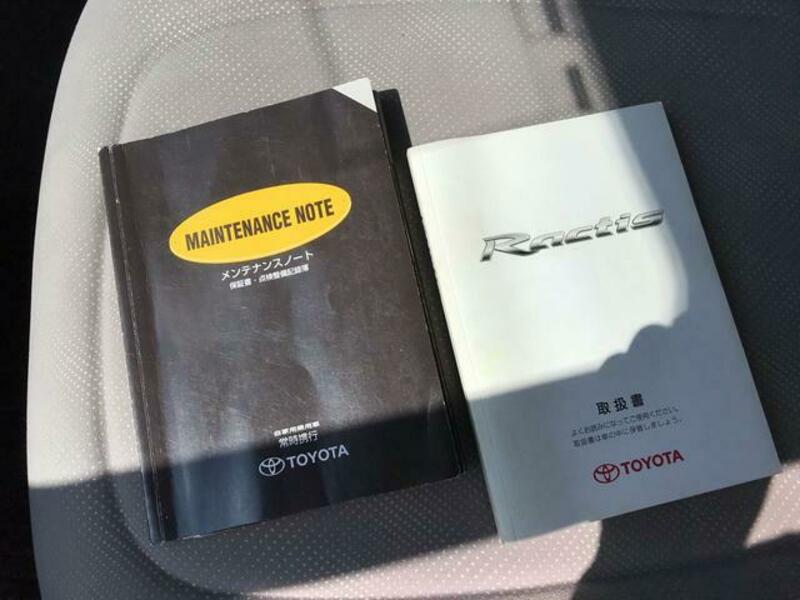 MAINTENANCE NOTE
メンテナンスノート
保証書・点検整備記録簿
自家用乗用車
常時携行
TOYOTA
Ractis
取扱書
よくお読みになってご使用ください。
取扱書は車の中に保管しましょう。
TOYOTA